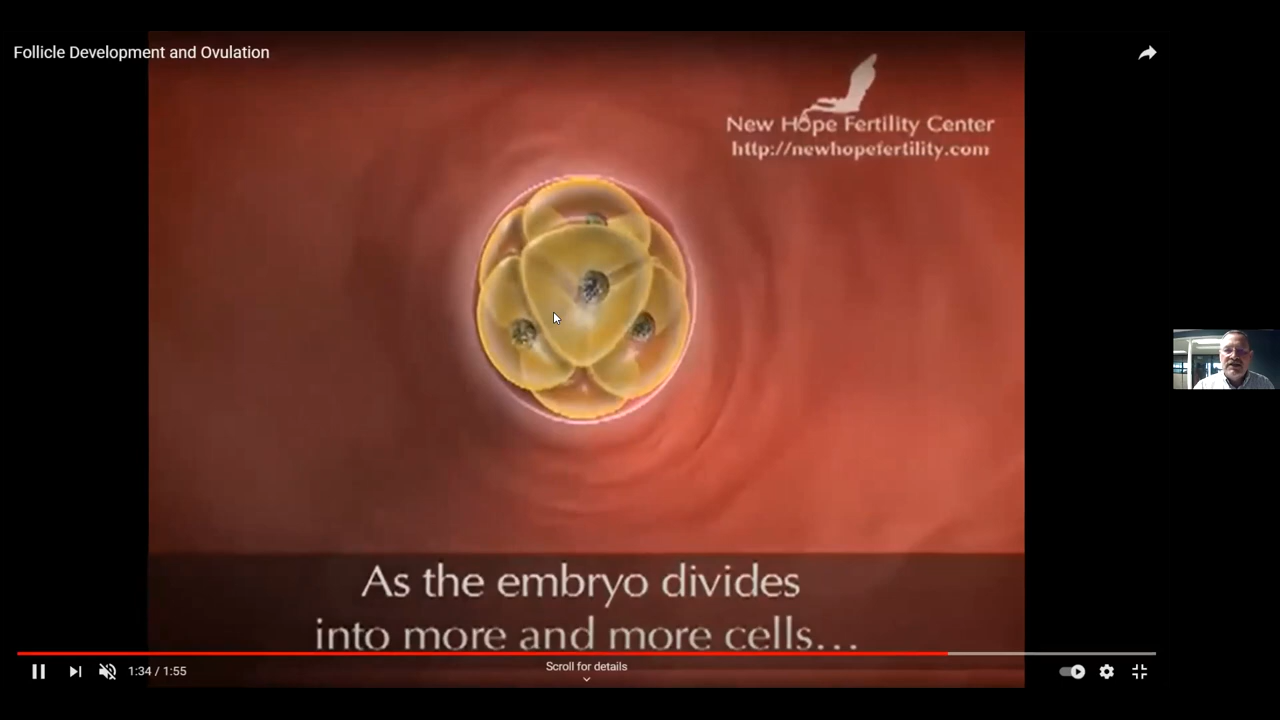 Follicle Development and Ovulation
New Hope Fertility Center
http://newhopefertility.com
As the embryo divides
into more and more cells...
1:34 / 1:55
Scroll for details